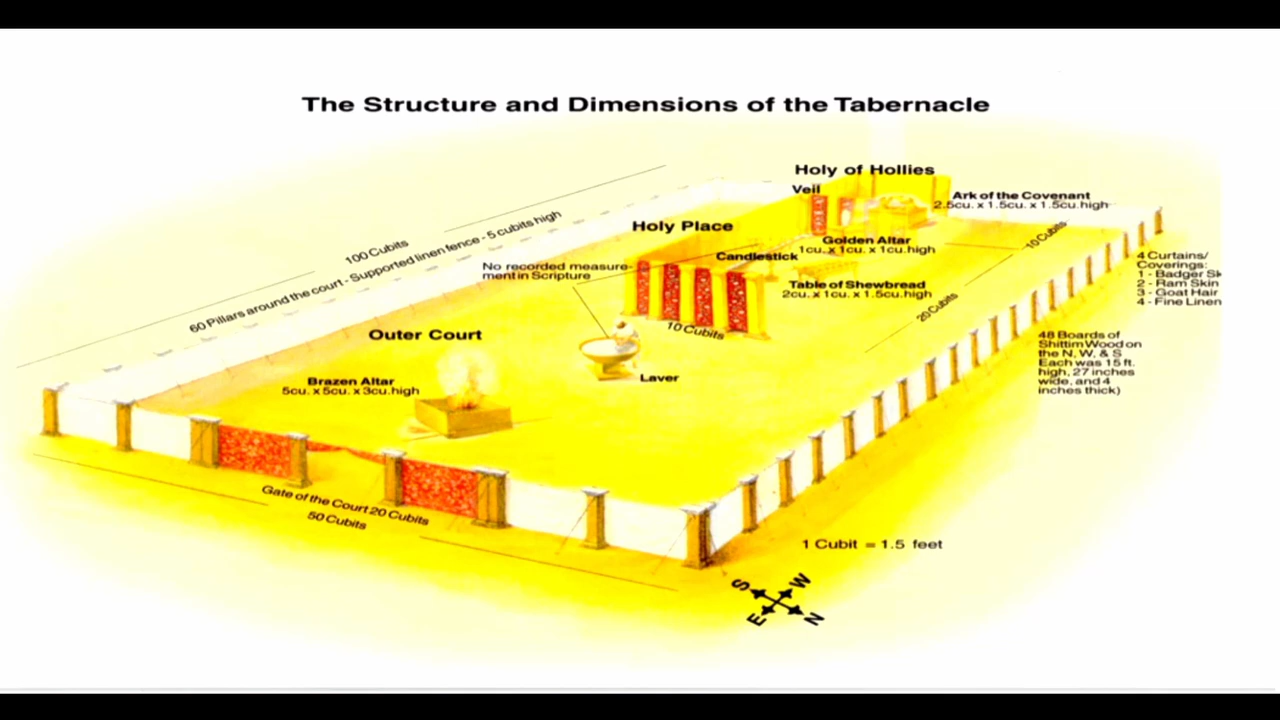 The Structure and Dimensions of the Tabernacle
Holy of Hollies
Veil
Ark of the Covenant
2.5cu. x 1.5cu. x 1.5cu.high
Holy Place
100 Cubits
60 Pillars around the court - Supported linen fence - 5 cubits high
Golden Altar
1cu. x 1cu. x 1cu.high
10 Cubits
Candlestick
No recorded measure-
ment in Scripture
4 Curtains/
Coverings:
1 - Badger Sk
2 - Ram Skin
3 - Goat Hair
4 - Fine Linen
Table of Shewbread
2cu. x 1cu. x 1.5cu.high
20 Cubits
10 Cubits
Outer Court
48 Boards of
Shittim Wood on
the N, W, & S
Each was 15 ft.
high, 27 inches
wide, and 4
inches thick)
Laver
Brazen Altar
5cu. x 5cu. x 3cu.high
Gate of the Court 20 Cubits
50 Cubits
1 Cubit = 1.5 feet
S W
E N